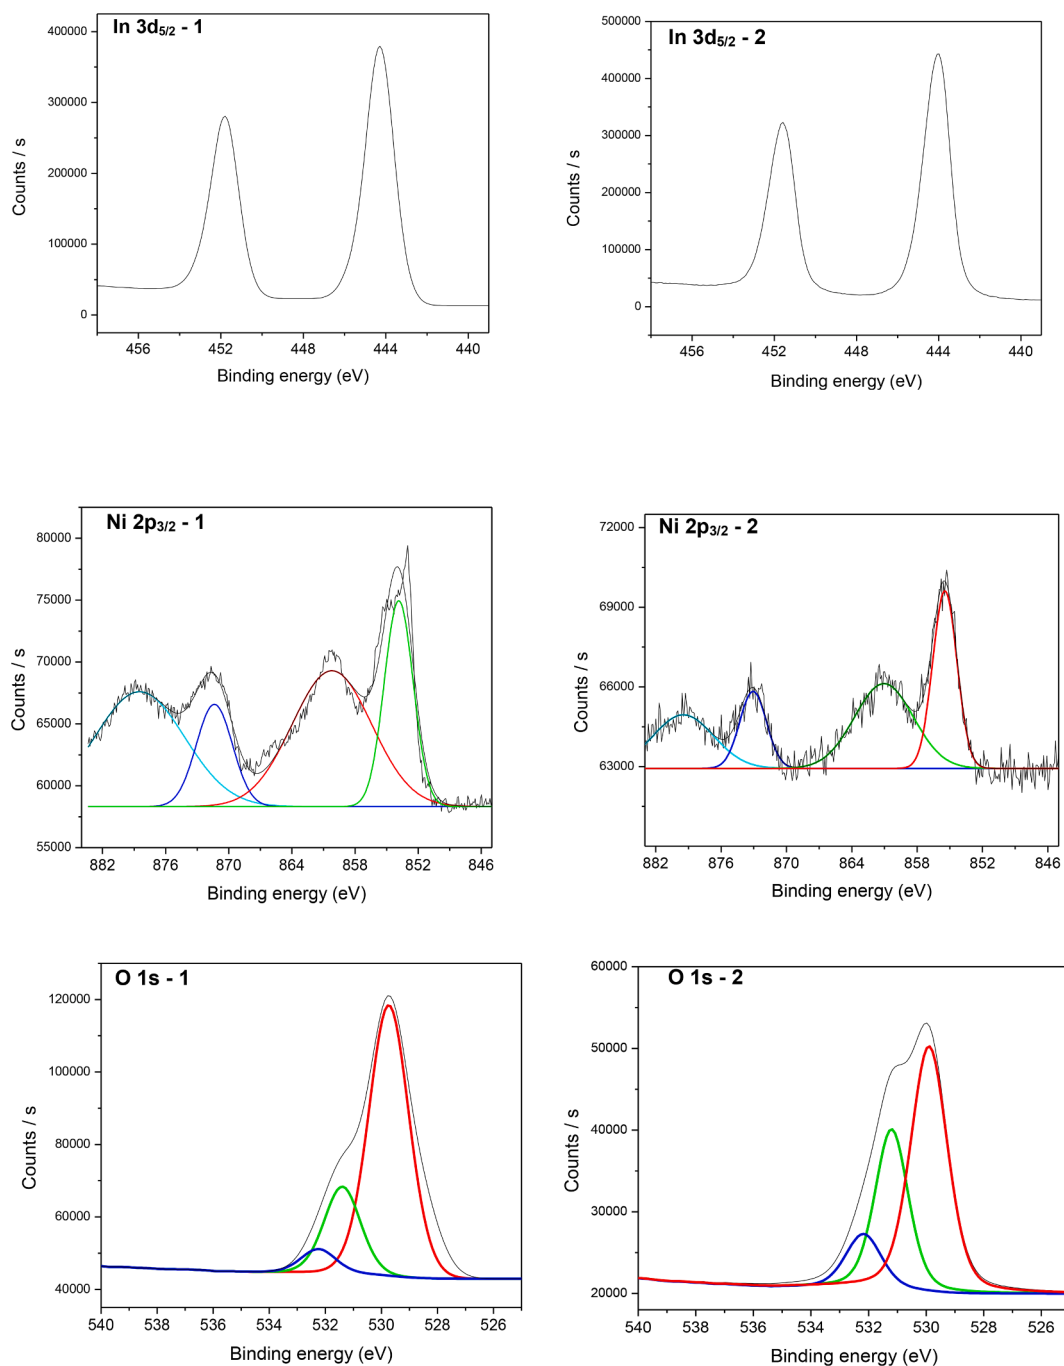 In 3d5/2 - 1
400000
300000
200000
100000
0
Counts / s
456 452 448 444 440
Binding energy (eV)
In 3d5/2 - 2
500000
400000
300000
200000
100000
0
Counts / s
456 452 448 444 440
Binding energy (eV)
Ni 2p3/2 - 1
80000
75000
70000
65000
60000
55000
Counts / s
882 876 870 864 858 852 846
Binding energy (eV)
Ni 2p3/2 - 2
72000
69000
66000
63000
Counts / s
882 876 870 864 858 852 846
Binding energy (eV)
O 1s - 1
120000
100000
80000
60000
40000
Counts / s
540 538 536 534 532 530 528 526
Binding energy (eV)
O 1s - 2
60000
50000
40000
30000
20000
Counts / s
540 538 536 534 532 530 528 526
Binding energy (eV)